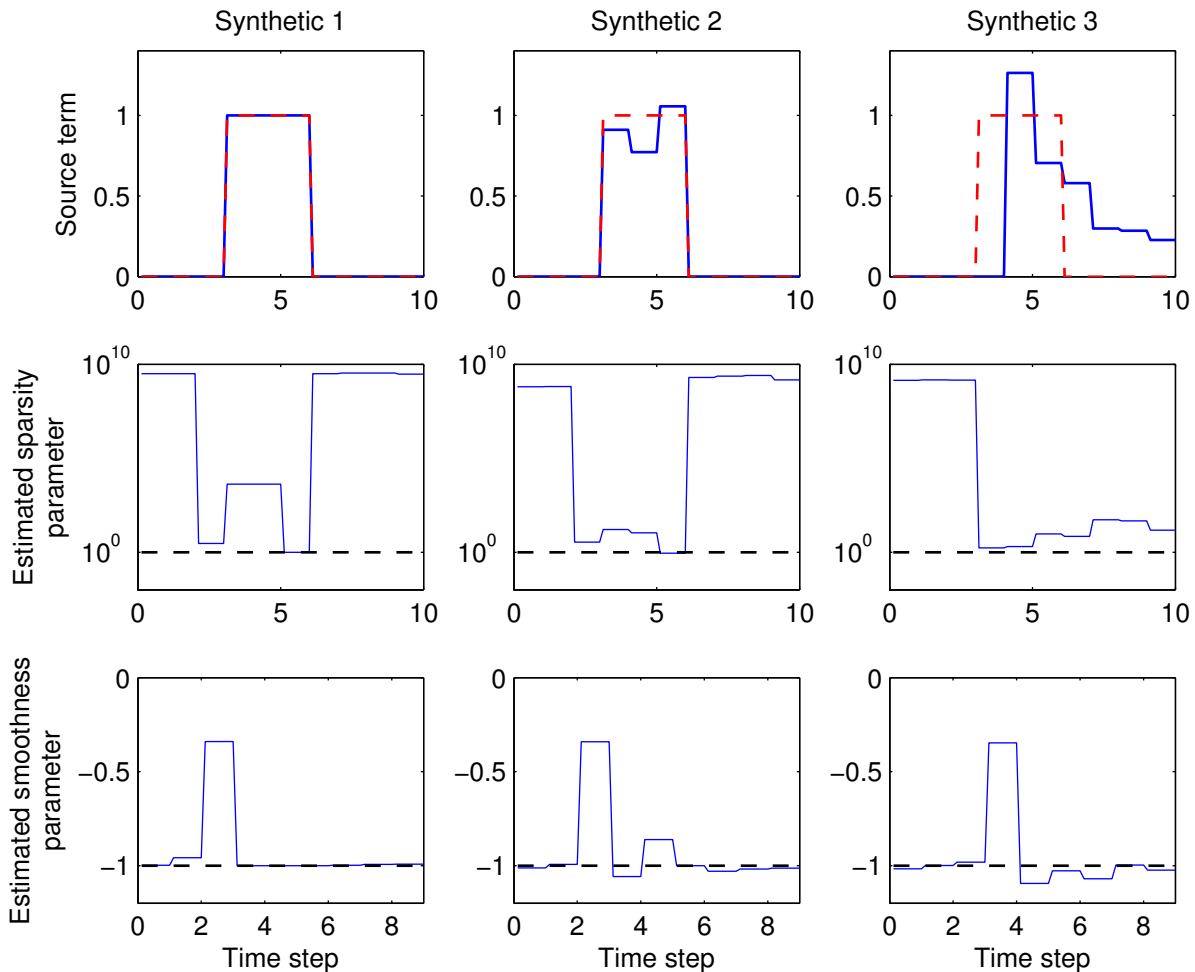 Synthetic 1
Synthetic 2
Synthetic 3
Source term
1
0.5
0
0 5 10
1
0.5
0
0 5 10
1
0.5
0
0 5 10
Estimated sparsity
parameter
10^10
10^0
0 5 10
10^10
10^0
0 5 10
10^10
10^0
0 5 10
Estimated smoothness
parameter
0
−0.5
−1
0 2 4 6 8
Time step
0
−0.5
−1
0 2 4 6 8
Time step
0
−0.5
−1
0 2 4 6 8
Time step